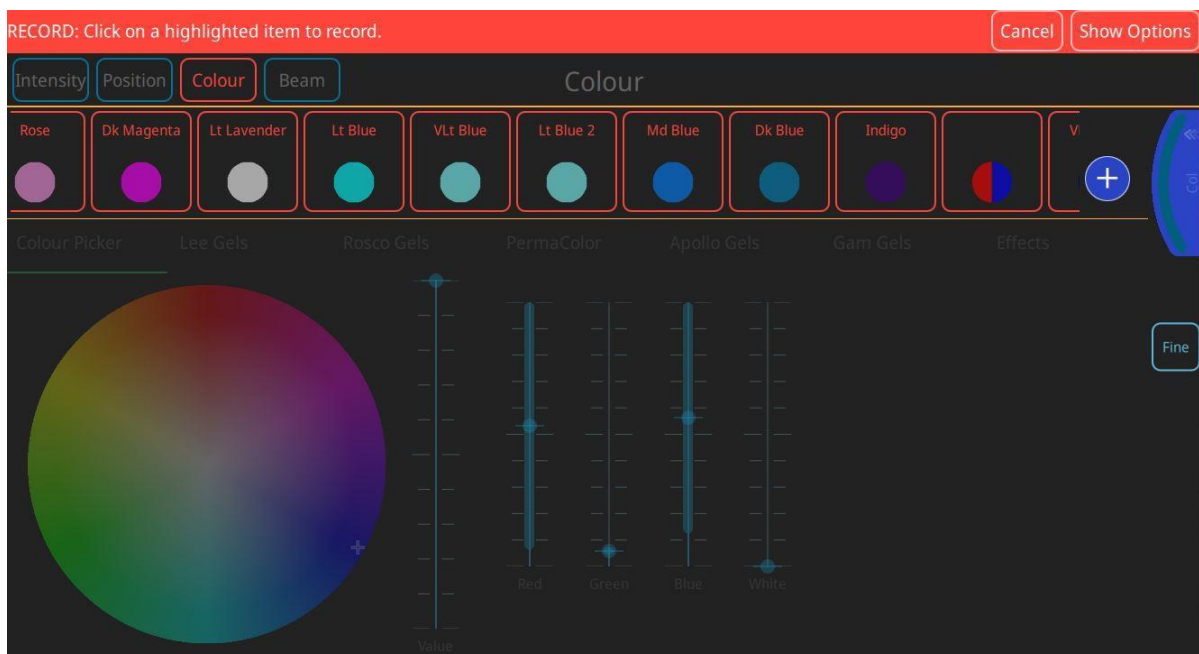 RECORD: Click on a highlighted item to record.
Cancel
Show Options
Intensity
Position
Colour
Beam
Colour
Rose
Dk Magenta
Lt Lavender
Lt Blue
VLt Blue
Lt Blue 2
Md Blue
Dk Blue
Indigo
+
Col
Colour Picker
Lee Gels
Rosco Gels
PermaColor
Apollo Gels
Gam Gels
Effects
Fine
Red
Green
Blue
White
Value